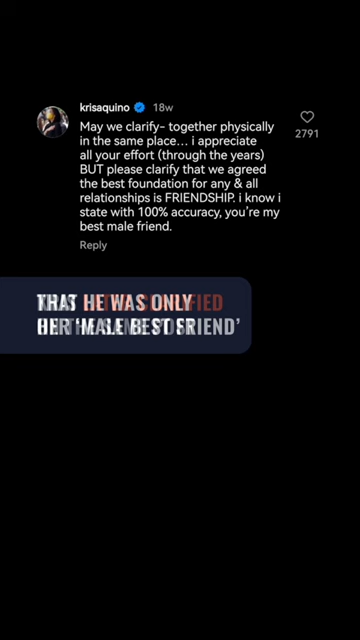 krisaquino 18w
May we clarify- together physically
in the same place... i appreciate
all your effort (through the years)
BUT please clarify that we agreed
the best foundation for any & all
relationships is FRIENDSHIP. i know i
state with 100% accuracy, you're my
best male friend.
2791
Reply
THAT HE WAS ONLY
HER 'MALE BEST FRIEND'